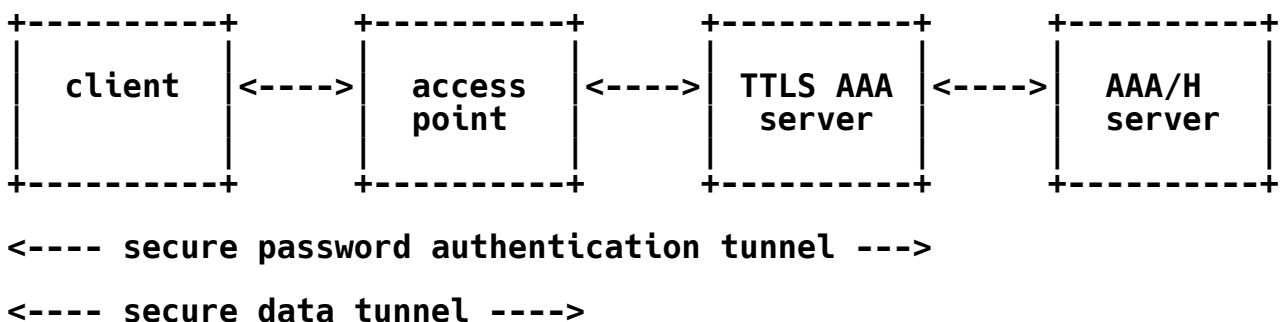 +----------+      +----------+      +----------+      +----------+
|          |      |          |      |          |      |          |
|  client  |<---->|  access  |<---->| TTLS AAA |<---->|  AAA/H   |
|          |      |  point   |      |  server  |      |  server  |
|          |      |          |      |          |      |          |
+----------+      +----------+      +----------+      +----------+
<---- secure password authentication tunnel --->
<---- secure data tunnel ---->